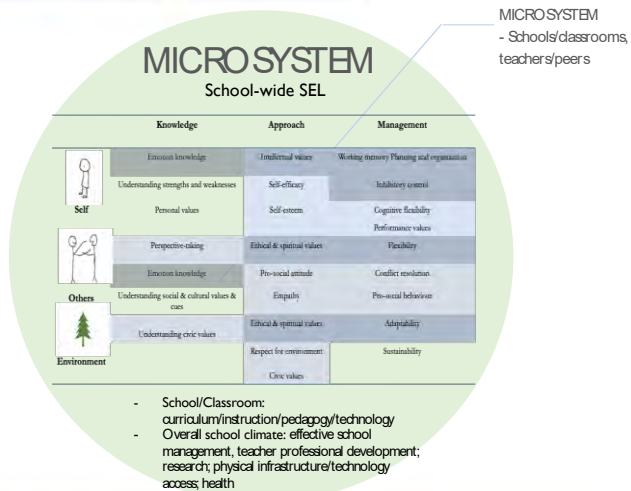 MICROSYSTEM
- Schools/classrooms,
teachers/peers
MICROSYSTEM
School-wide SEL
Knowledge Approach Management
Emotion knowledge Intellectual values Working memory Planning and organization
Understanding strengths and weaknesses Self-efficacy Inhibitory control
Self Personal values Self-esteem Cognitive flexibility
Performance values
Perspective-taking Ethical & spiritual values Flexibility
Emotion knowledge Pro-social attitude Conflict resolution
Others Understanding social & cultural values & cues Empathy Pro-social behaviour
Understanding civic values Ethical & spiritual values Adaptability
Environment Respect for environment Sustainability
Civic values
- School/Classroom:
curriculum/instruction/pedagogy/technology
- Overall school climate: effective school
management, teacher professional development;
research; physical infrastructure/technology
access; health